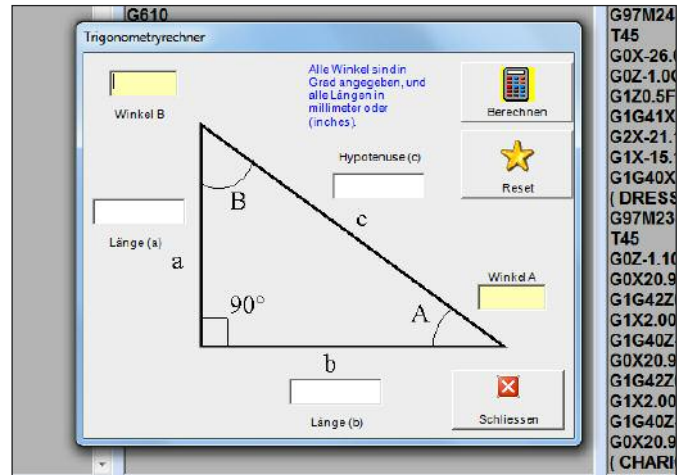 G610
Trigonometryrechner
Winkel B
Alle Winkel sind in
Grad angegeben, und
alle Längen in
millimeter oder
(inches).
Berechnen
Hypotenuse (c)
Reset
B
c
Länge (a)
a
Winkel A
90°
A
b
Länge (b)
Schliessen
G97M24
T45
G0X-26.
G0Z-1.0
G1Z0.5F
G1G41X
G2X-21.
G1X-15.
G1G40X
( DRESS
G97M23
T45
G0Z-1.10
G0X20.9
G1G42Z
G1X2.00
G1G40Z
G0X20.9
G1G42Z
G1X2.00
G1G40Z
G0X20.9
( CHARI